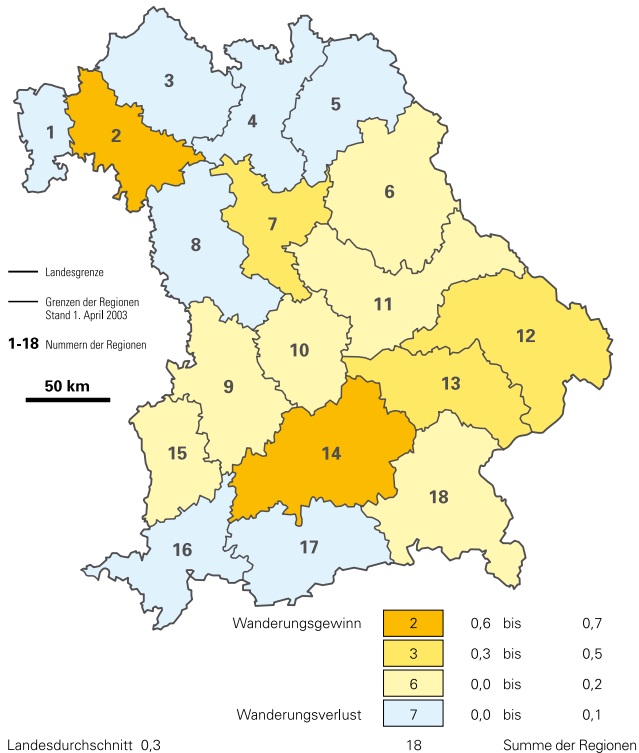 3
5
4
1
2
6
7
8
Landesgrenze
11
Grenzen der Regionen
Stand 1. April 2003
12
1-18 Nummern der Regionen
10
13
9
50 km
15
14
18
16
17
Wanderungsgewinn 2 0,6 bis 0,7
3 0,3 bis 0,5
6 0,0 bis 0,2
Wanderungsverlust 7 0,0 bis 0,1
Landesdurchschnitt 0,3 18 Summe der Regionen